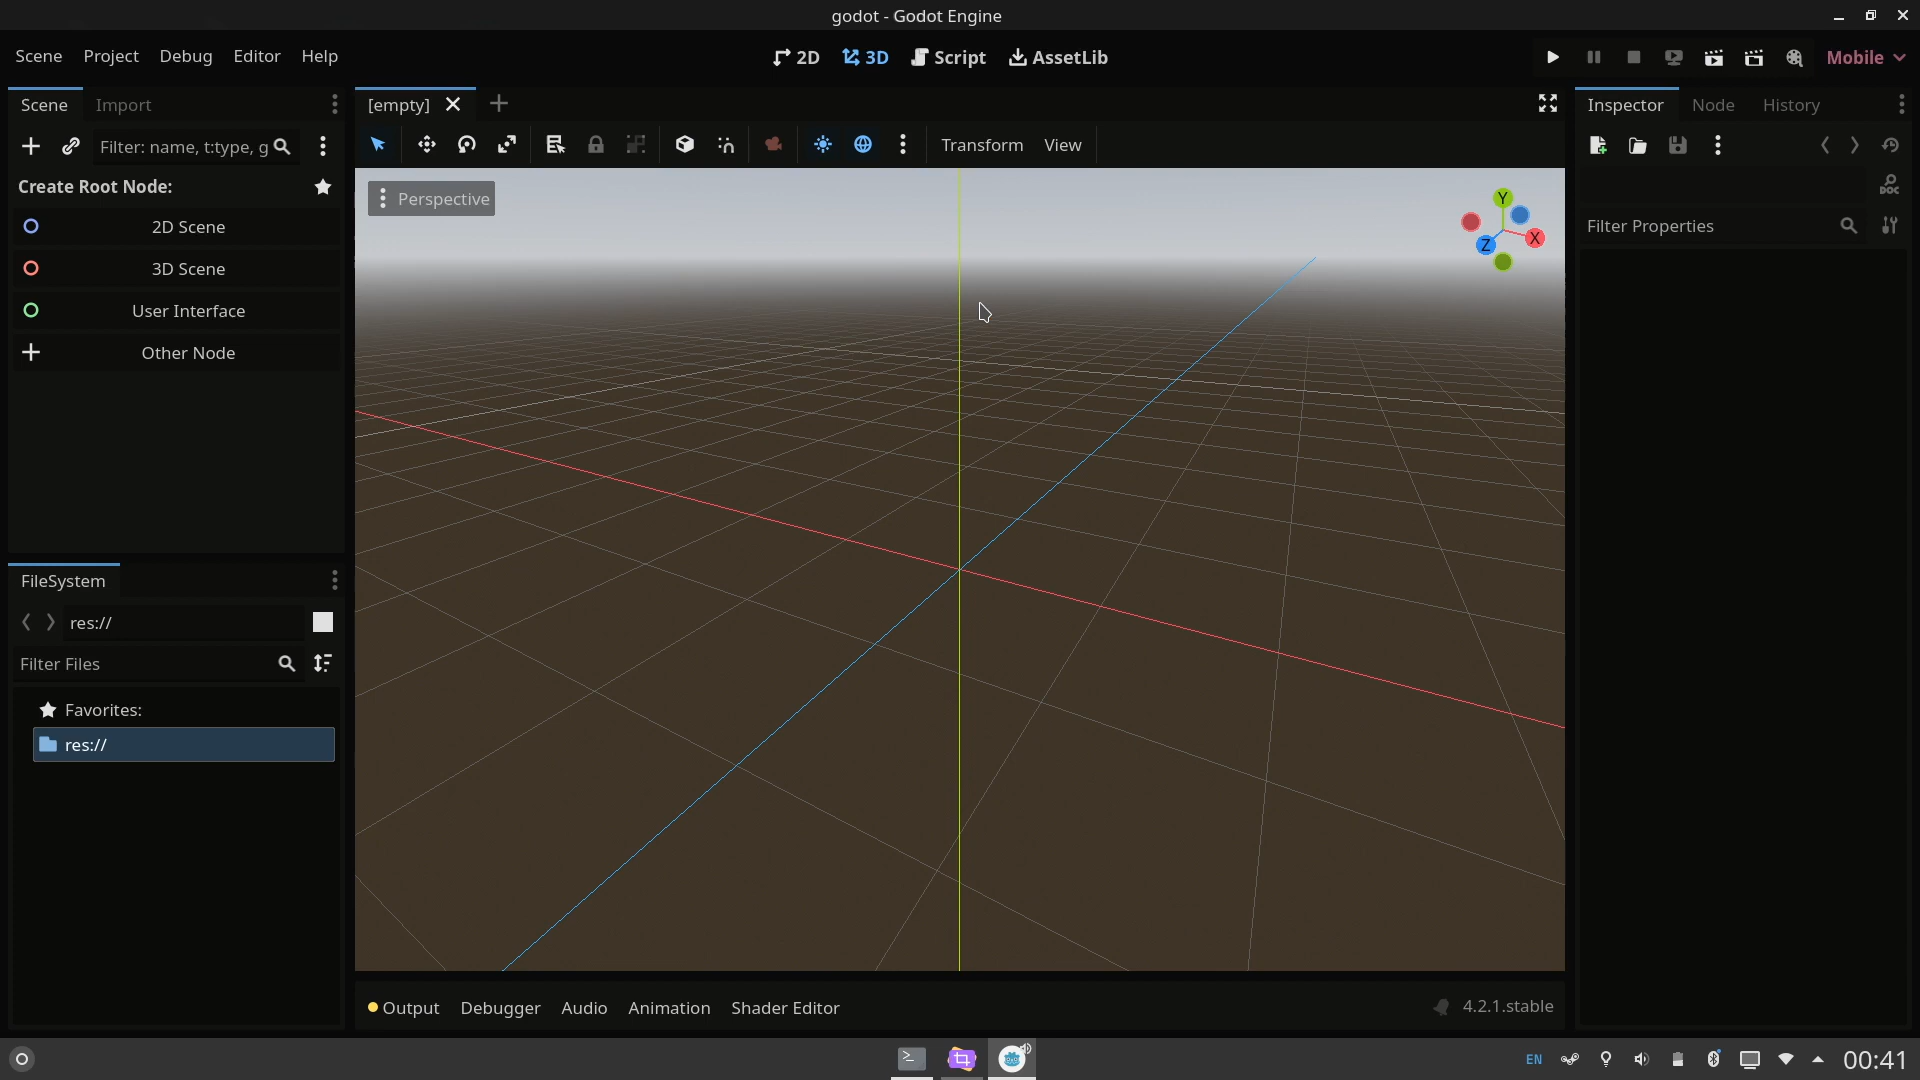 godot - Godot Engine
Scene Project Debug Editor Help
2D 3D Script AssetLib
Mobile
Scene Import
[empty]
Inspector Node History
Filter: name, t:type, g
Transform View
Create Root Node:
Perspective
Y
X
Z
DOC
Filter Properties
2D Scene
3D Scene
User Interface
Other Node
FileSystem
res://
Filter Files
Favorites:
res://
Output Debugger Audio Animation Shader Editor
4.2.1.stable
EN
00:41